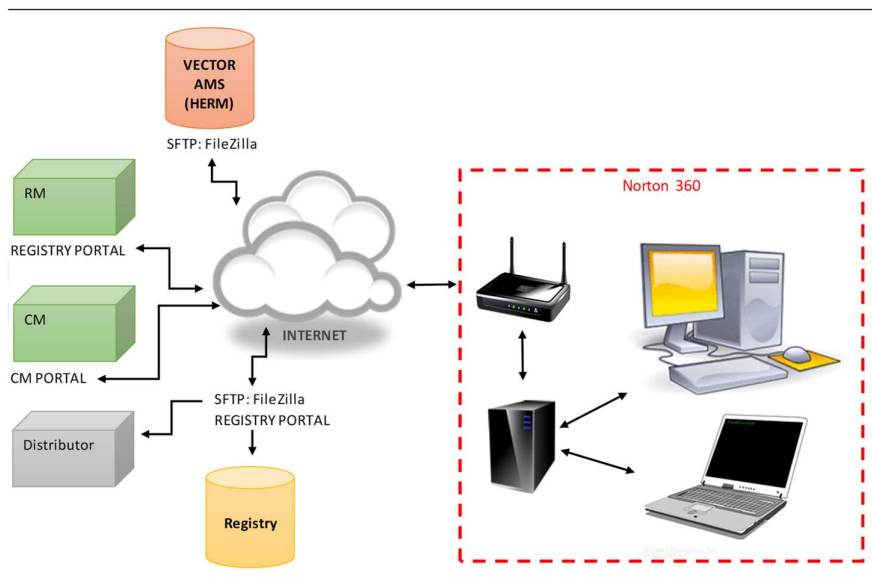 VECTOR
AMS
(HERM)
SFTP: FileZilla
RM
REGISTRY PORTAL
CM
CM PORTAL
INTERNET
SFTP: FileZilla
REGISTRY PORTAL
Distributor
Registry
Norton 360